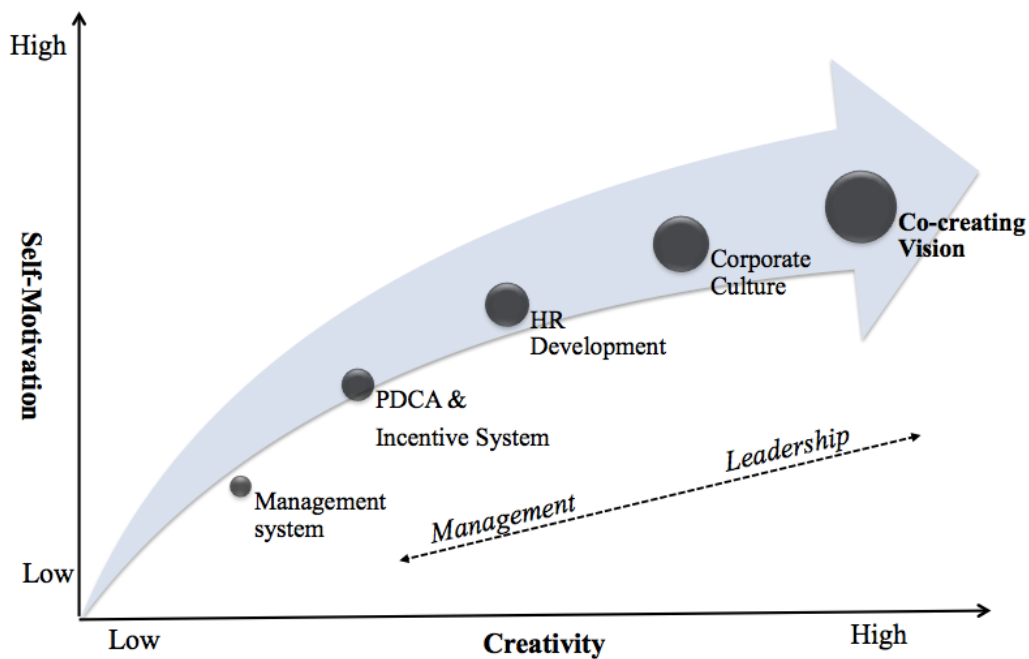 High
Self-Motivation
Low
Co-creating
Vision
Corporate
Culture
HR
Development
PDCA &
Incentive System
Management
system
Leadership
Management
Low
Creativity
High